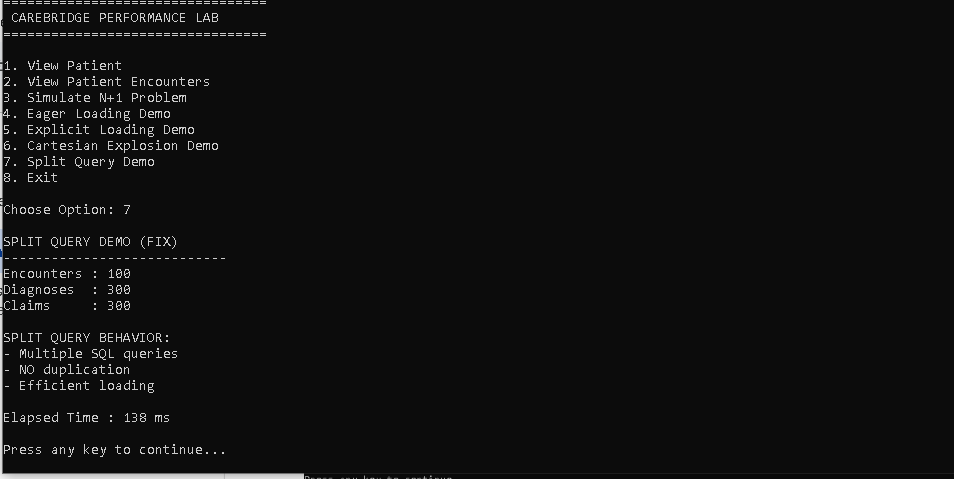 =================================
CAREBRIDGE PERFORMANCE LAB
=================================
1. View Patient
2. View Patient Encounters
3. Simulate N+1 Problem
4. Eager Loading Demo
5. Explicit Loading Demo
6. Cartesian Explosion Demo
7. Split Query Demo
8. Exit
Choose Option: 7
SPLIT QUERY DEMO (FIX)
----------------------------
Encounters : 100
Diagnoses  : 300
Claims     : 300
SPLIT QUERY BEHAVIOR:
- Multiple SQL queries
- NO duplication
- Efficient loading
Elapsed Time : 138 ms
Press any key to continue...